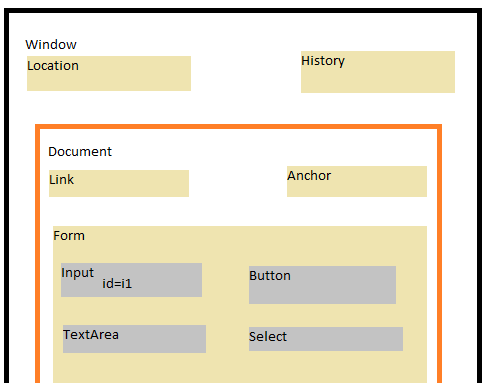 Window
Location
History
Document
Link
Anchor
Form
Input
id=i1
Button
TextArea
Select